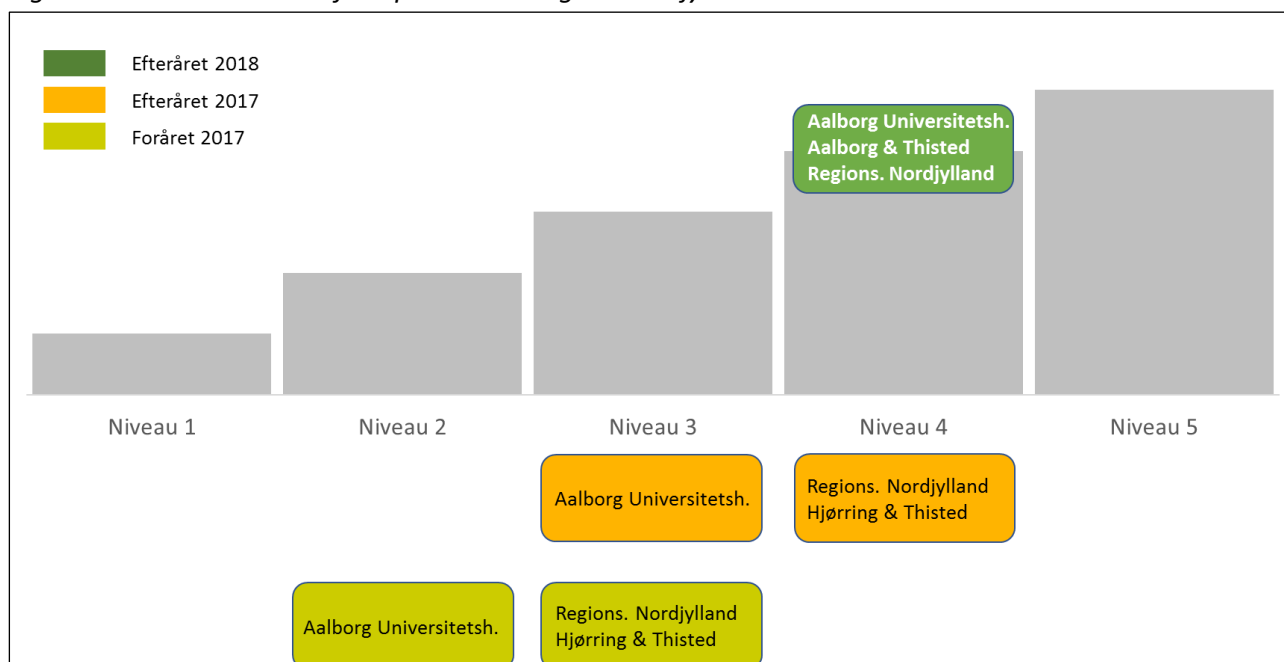 Efteråret 2018
Efteråret 2017
Foråret 2017
Aalborg Universitetsh.
Aalborg & Thisted
Regions. Nordjylland
Niveau 1
Niveau 2
Niveau 3
Niveau 4
Niveau 5
Aalborg Universitetsh.
Regions. Nordjylland
Hjørring & Thisted
Aalborg Universitetsh.
Regions. Nordjylland
Hjørring & Thisted